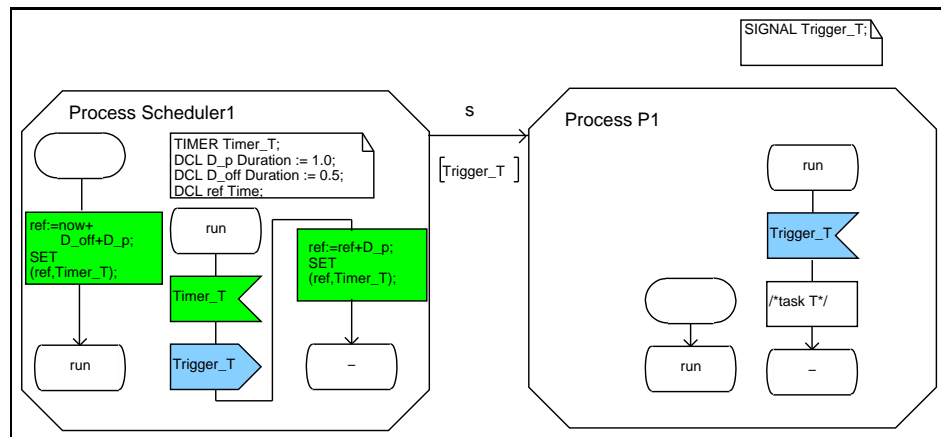 SIGNAL Trigger_T;
Process Scheduler1
TIMER Timer_T;
DCL D_p Duration := 1.0;
DCL D_off Duration := 0.5;
DCL ref Time;
ref:=now+
D_off+D_p;
SET
(ref,Timer_T);
run
run
Timer_T
Trigger_T
ref:=ref+D_p;
SET
(ref,Timer_T);
–
s
[Trigger_T]
Process P1
run
Trigger_T
/*task T*/
–
run